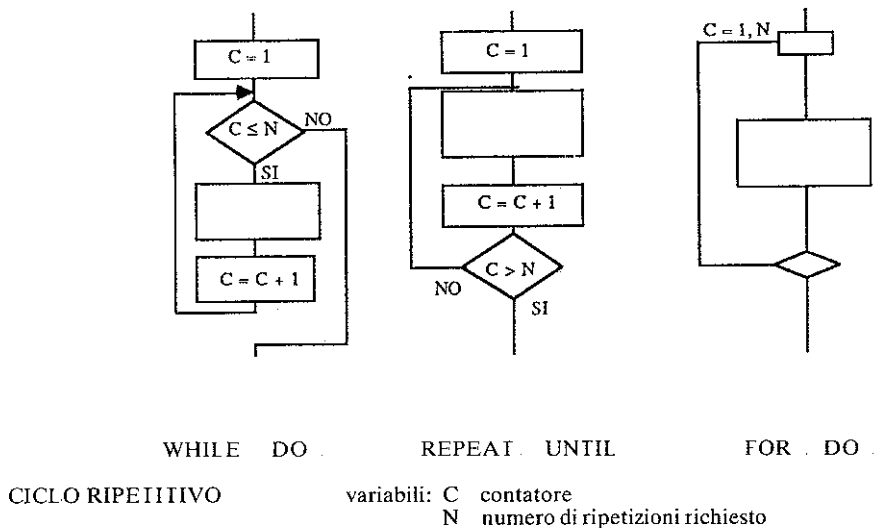 C = 1
C ≤ N
NO
SI
C = C + 1
WHILE DO
C = 1
C = C + 1
C > N
NO
SI
REPEAT UNTIL
C = 1, N
FOR . DO
CICLO RIPETITIVO
variabili: C contatore
N numero di ripetizioni richiesto